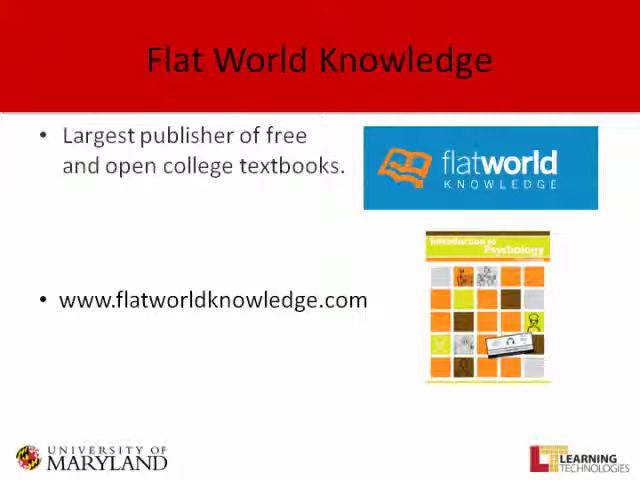 Flat World Knowledge
• Largest publisher of free
and open college textbooks.
flatworld
KNOWLEDGE
Introduction to
Psychology
• www.flatworldknowledge.com
UNIVERSITY OF
MARYLAND
LT LEARNING
TECHNOLOGIES